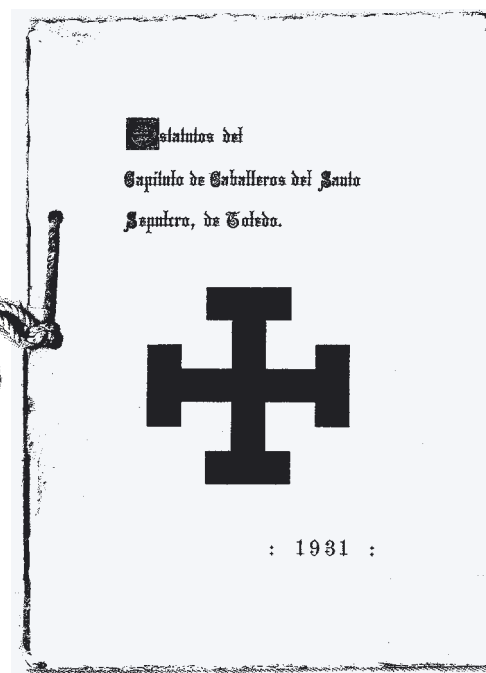 Estatutos del
Capítulo de Caballeros del Santo
Sepulcro, de Toledo.
: 1931 :